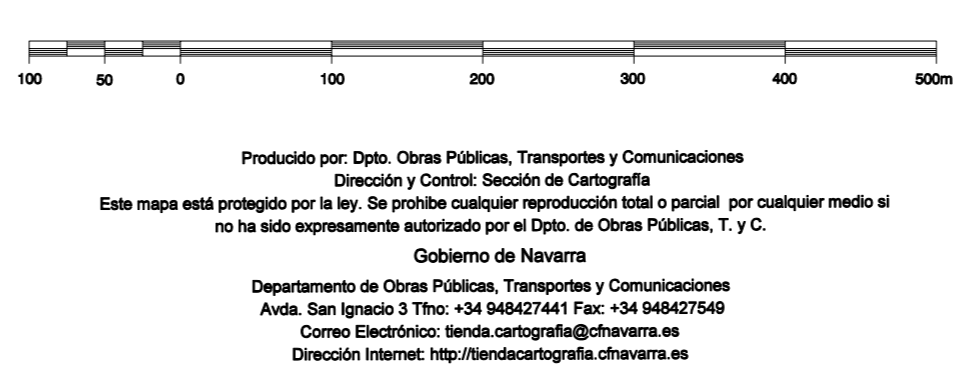 100 50 0 100 200 300 400 500m
Producido por: Dpto. Obras Públicas, Transportes y Comunicaciones
Dirección y Control: Sección de Cartografía
Este mapa está protegido por la ley. Se prohibe cualquier reproducción total o parcial por cualquier medio si
no ha sido expresamente autorizado por el Dpto. de Obras Públicas, T. y C.
Gobierno de Navarra
Departamento de Obras Públicas, Transportes y Comunicaciones
Avda. San Ignacio 3 Tfno: +34 948427441 Fax: +34 948427549
Correo Electrónico: tienda.cartografia@cfnavarra.es
Dirección Internet: http://tiendacartografia.cfnavarra.es